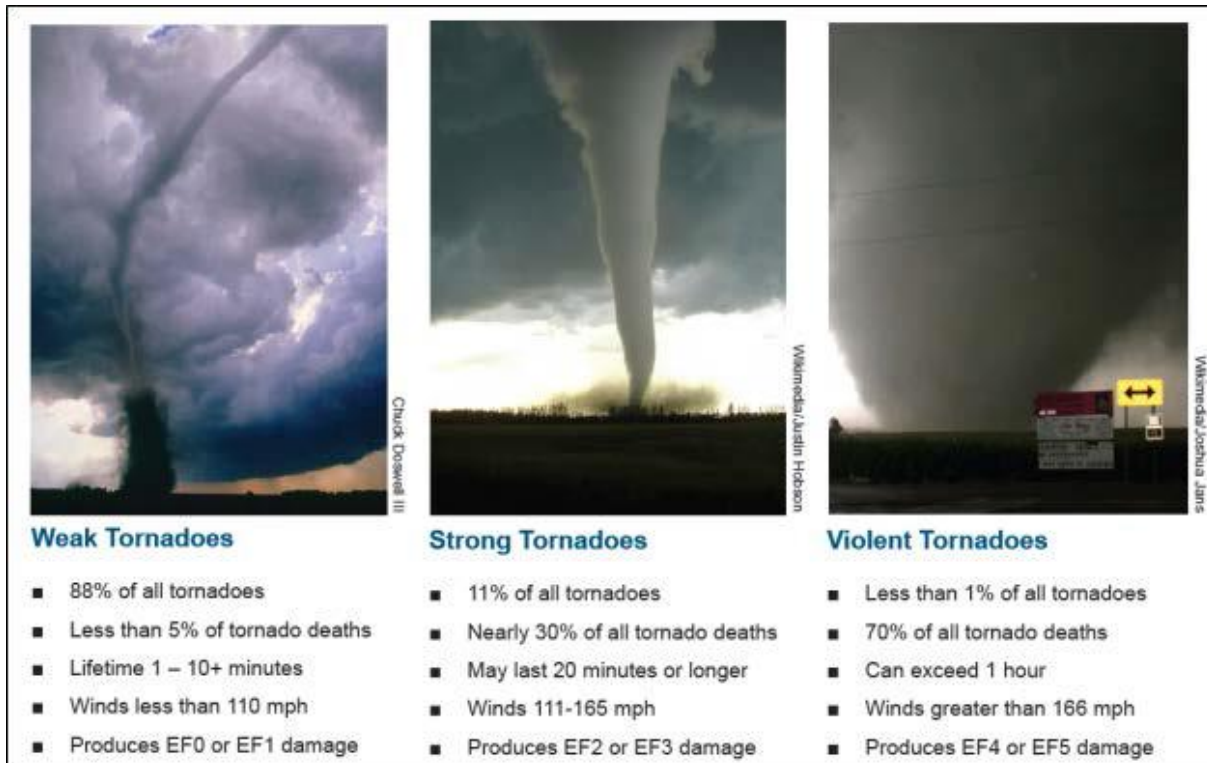 Chuck Doswell III
Wikimedia/Justin Hobson
Wikimedia/Joshua Jans
Weak Tornadoes
■ 88% of all tornadoes
■ Less than 5% of tornado deaths
■ Lifetime 1 – 10+ minutes
■ Winds less than 110 mph
■ Produces EF0 or EF1 damage
Strong Tornadoes
■ 11% of all tornadoes
■ Nearly 30% of all tornado deaths
■ May last 20 minutes or longer
■ Winds 111-165 mph
■ Produces EF2 or EF3 damage
Violent Tornadoes
■ Less than 1% of all tornadoes
■ 70% of all tornado deaths
■ Can exceed 1 hour
■ Winds greater than 166 mph
■ Produces EF4 or EF5 damage